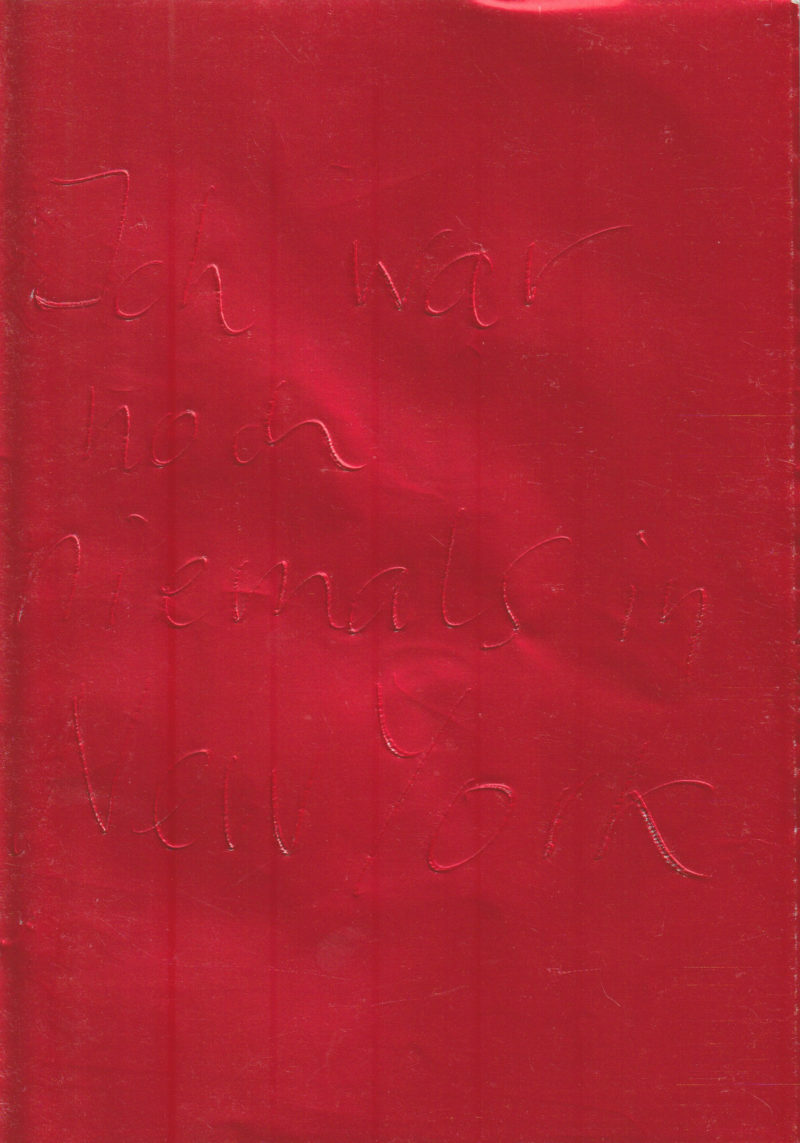 Ich war
noch
niemals in
New York